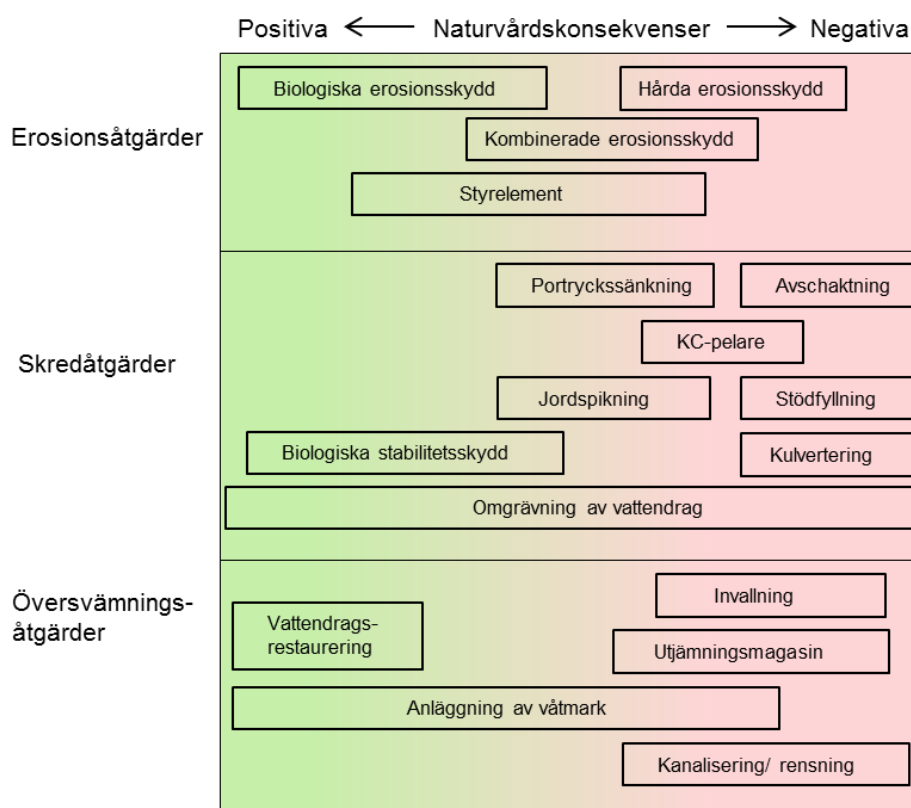 Positiva ← Naturvårdskonsekvenser → Negativa
Erosionsåtgärder
Biologiska erosionsskydd
Hårda erosionsskydd
Kombinerade erosionsskydd
Styrelement
Skredåtgärder
Portryckssänkning
Avschaktning
KC-pelare
Jordspikning
Stödfyllning
Biologiska stabilitetsskydd
Kulvertering
Omgrävning av vattendrag
Översvämnings-
åtgärder
Invallning
Vattendrags-
restaurering
Utjämningsmagasin
Anläggning av våtmark
Kanalisering/ rensning